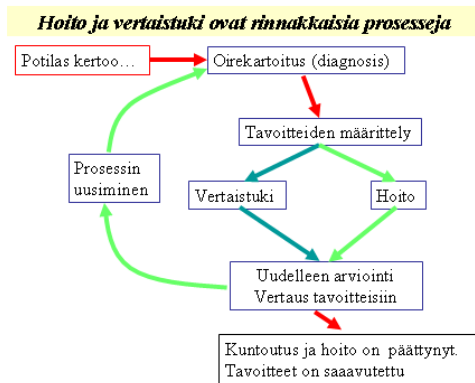 Hoito ja vertaistuki ovat rinnakkaisia prosesseja
Potilas kertoo…
Oirekartoitus (diagnosis)
Tavoitteiden määrittely
Prosessin
uusiminen
Vertaistuki
Hoito
Uudelleen arviointi
Vertaus tavoitteisiin
Kuntoutus ja hoito on päättynyt.
Tavoitteet on saaavutettu